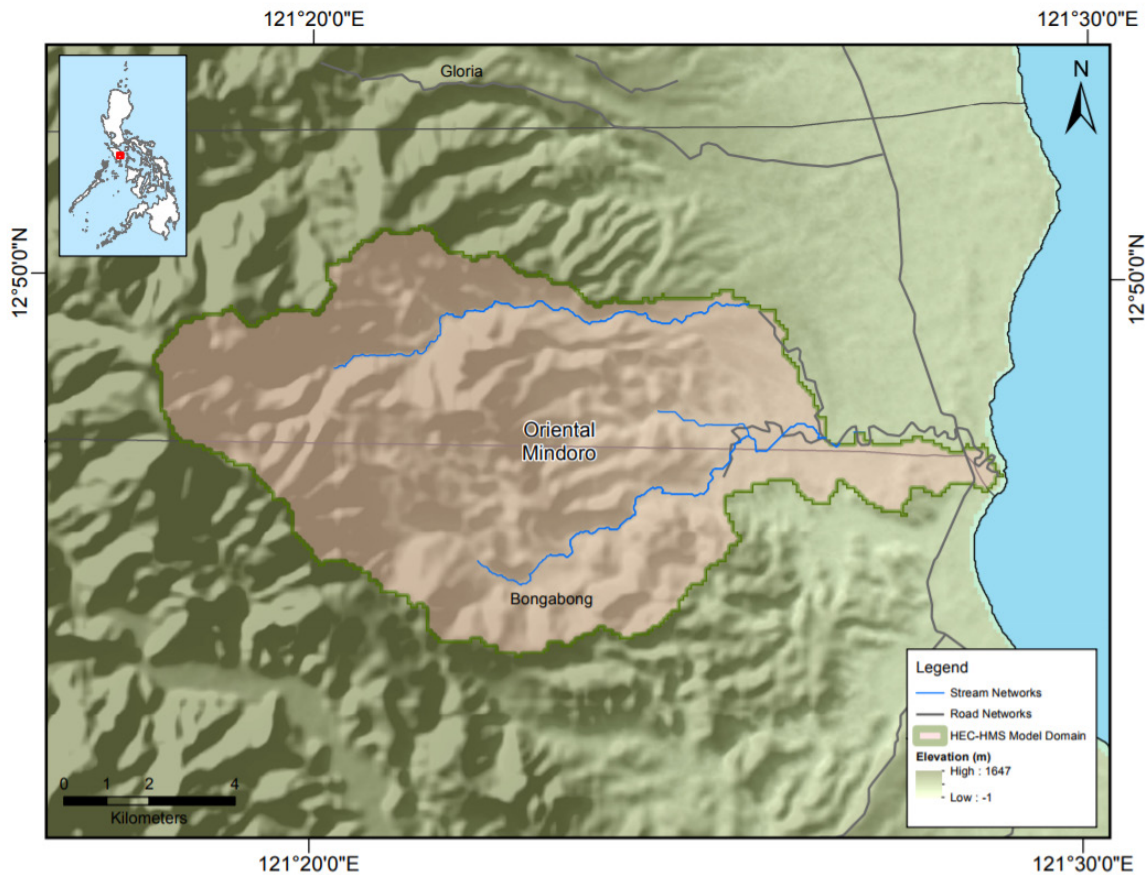 121°20'0"E
121°30'0"E
Gloria
N
12°50'0"N
12°50'0"N
Oriental
Mindoro
Bongabong
Legend
Stream Networks
Road Networks
HEC-HMS Model Domain
Elevation (m)
High : 1647
Low : -1
0 1 2 4
Kilometers
121°20'0"E
121°30'0"E